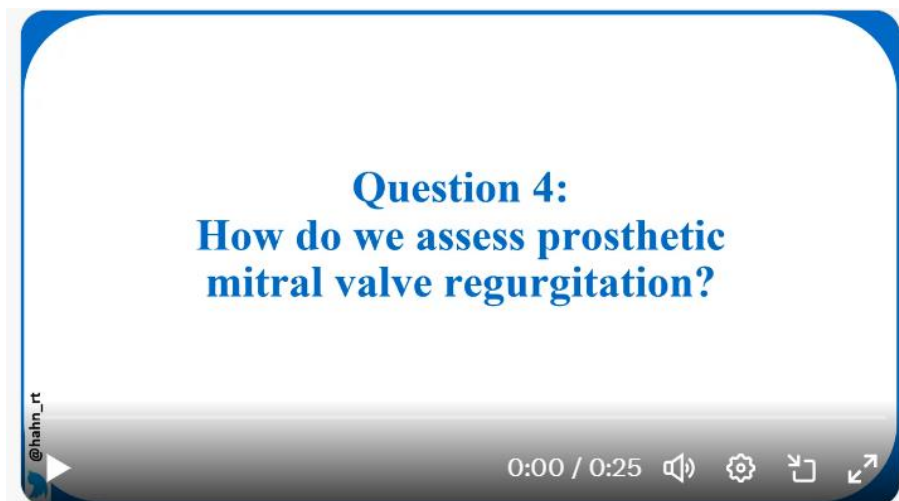 Question 4:
How do we assess prosthetic
mitral valve regurgitation?
@hahn_rt
0:00 / 0:25